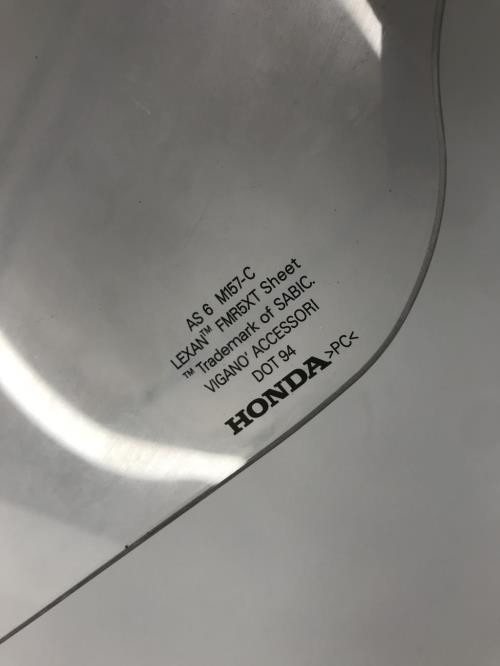 AS 6 M157-C
LEXAN™ FMR5XT Sheet
™ Trademark of SABIC.
VIGANO' ACCESSORI
DOT 94
HONDA >PC<